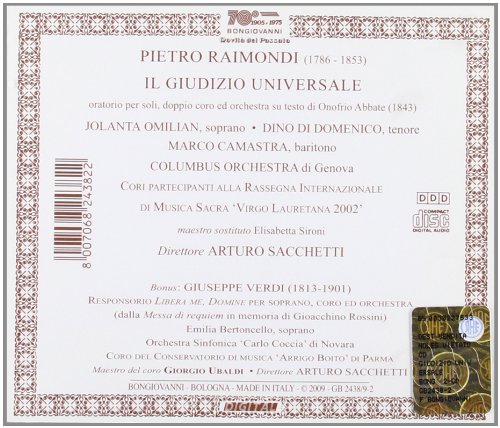 70° 1905-1975
BONGIOVANNI
Novità del Passato
PIETRO RAIMONDI (1786 - 1853)
IL GIUDIZIO UNIVERSALE
oratorio per soli, doppio coro ed orchestra su testo di Onofrio Abbate (1843)
JOLANTA OMILIAN, soprano • DINO DI DOMENICO, tenore
MARCO CAMASTRA, baritono
COLUMBUS ORCHESTRA di Genova
CORI PARTECIPANTI ALLA RASSEGNA INTERNAZIONALE
DI MUSICA SACRA ‘VIRGO LAURETANA 2002’
maestro sostituto Elisabetta Sironi
Direttore ARTURO SACCHETTI
8 007068 243822
DDD
COMPACT
disc
DIGITAL AUDIO
Bonus: GIUSEPPE VERDI (1813-1901)
RESPONSORIO LIBERA ME, DOMINE PER SOPRANO, CORO ED ORCHESTRA
(dalla Messa di requiem in memoria di Gioacchino Rossini)
Emilia Bertoncello, soprano
Orchestra Sinfonica ‘Carlo Coccia’ di Novara
CORO DEL CONSERVATORIO DI MUSICA ‘ARRIGO BOITO’ DI PARMA
Maestro del coro GIORGIO UBALDI • Direttore ARTURO SACCHETTI
BONGIOVANNI - BOLOGNA - MADE IN ITALY - © 2009 - GB 2438/9-2
DIGITAL
CD
F BONGIOVANNI